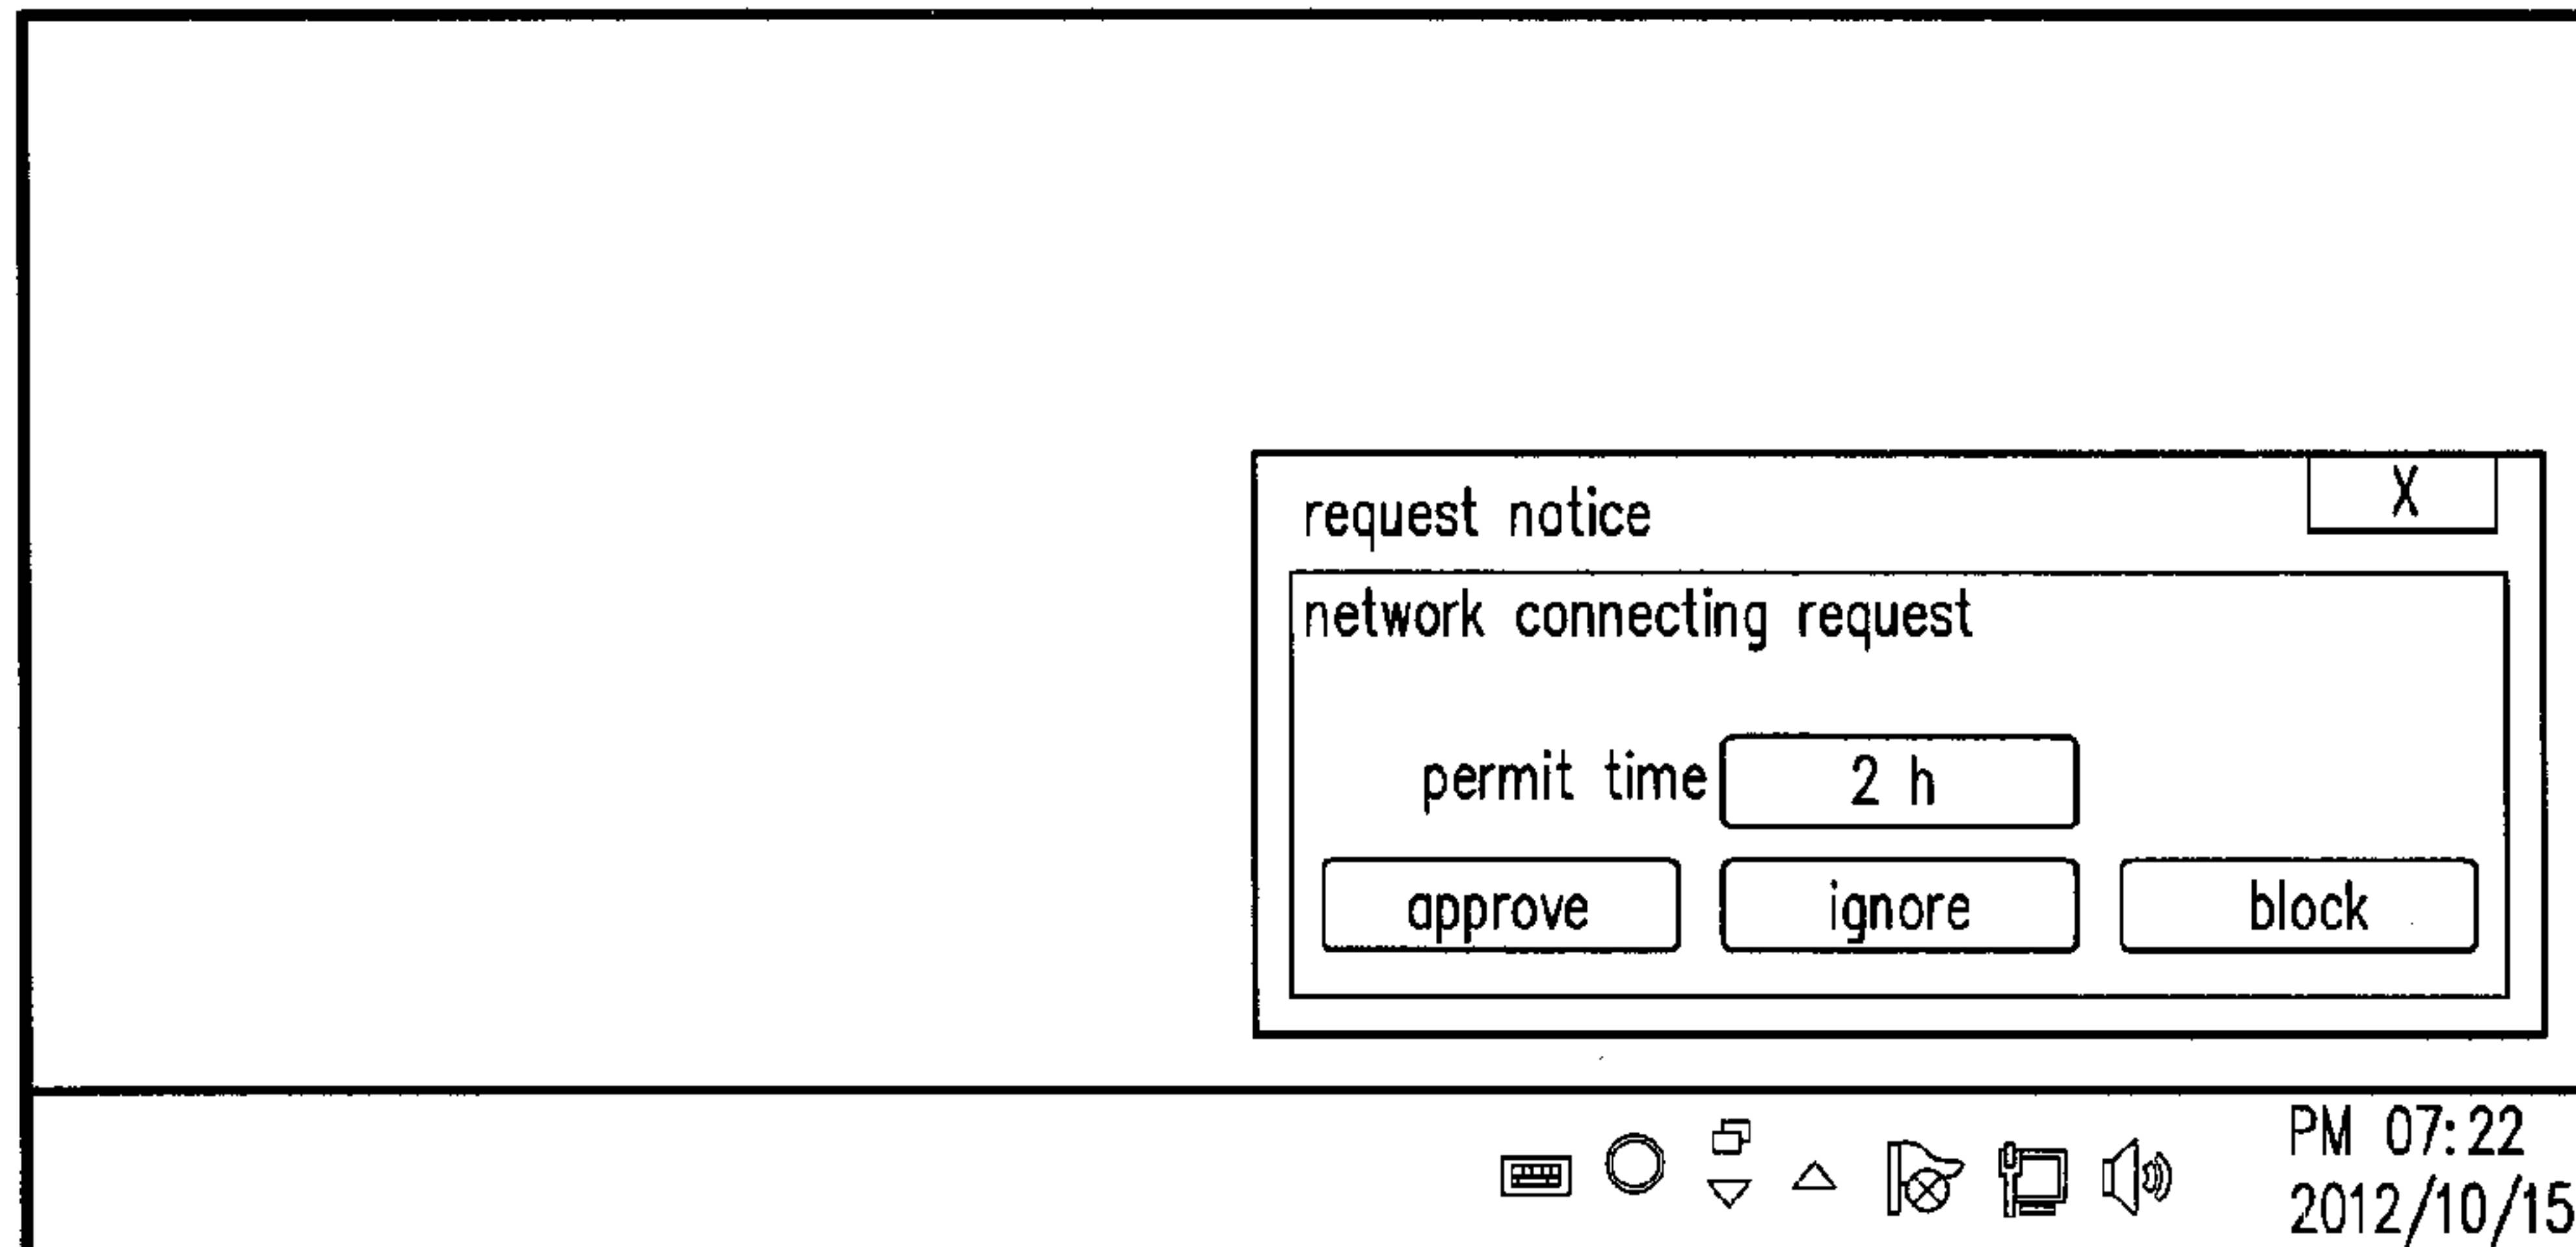 request notice X
network connecting request
permit time 2 h
approve ignore block
PM 07:22
2012/10/15